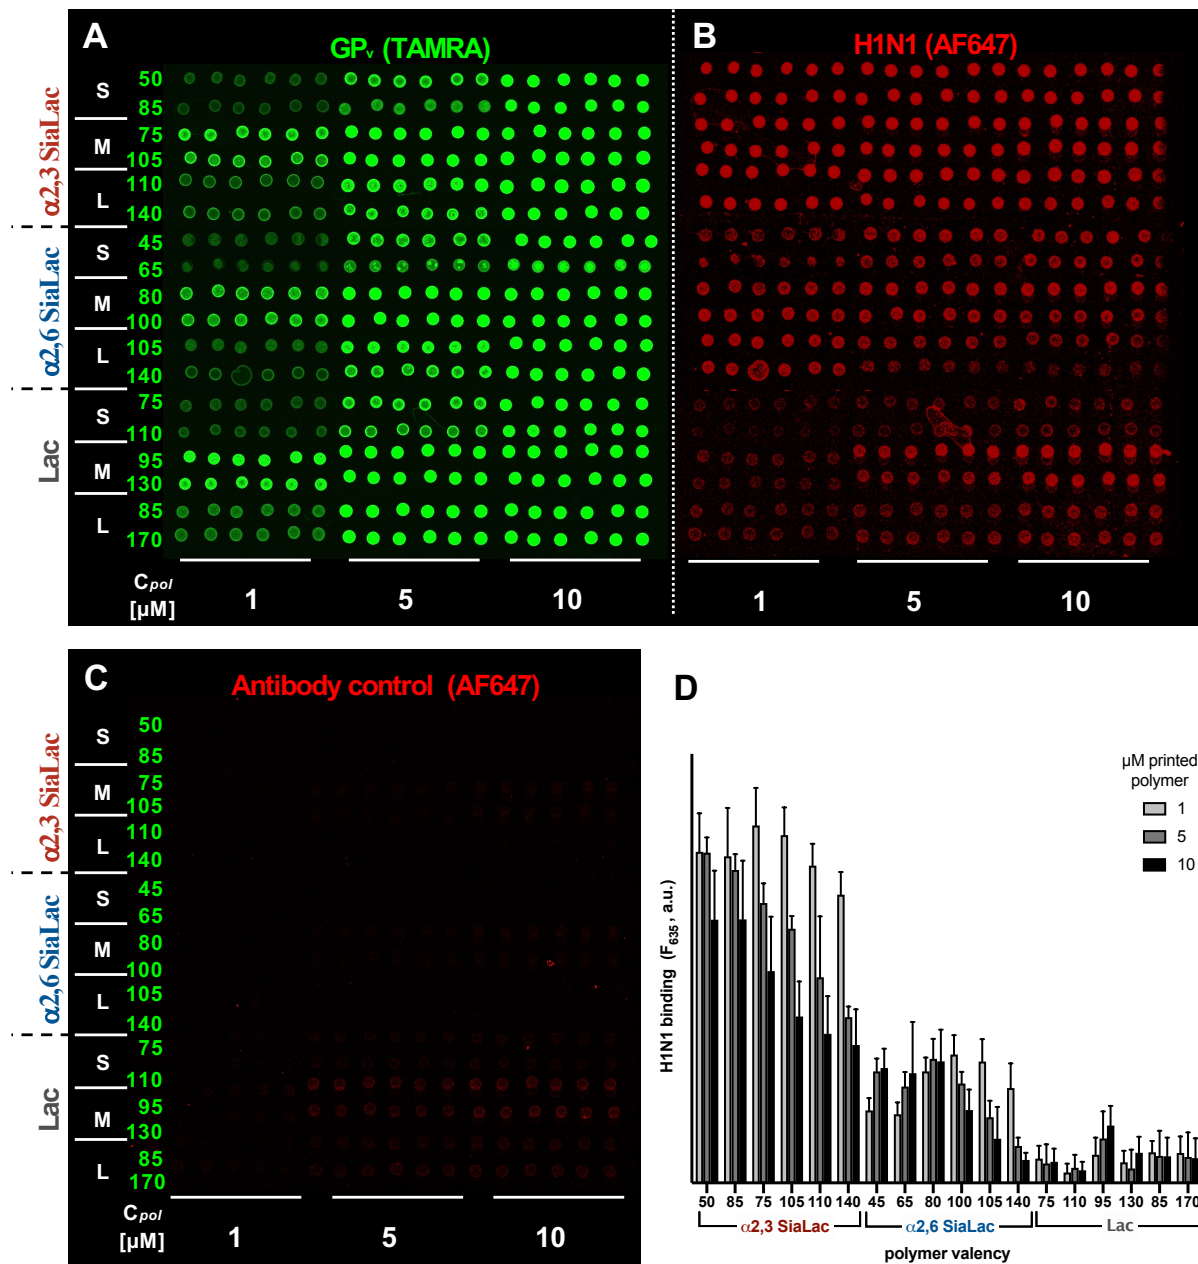 A
GPv (TAMRA)
α2,3 SiaLac
α2,6 SiaLac
Lac
S
M
L
S
M
L
S
M
L
50
85
75
105
110
140
45
65
80
100
105
140
75
110
95
130
85
170
Cpol
[µM]
1
5
10
B
H1N1 (AF647)
1
5
10
C
Antibody control (AF647)
α2,3 SiaLac
α2,6 SiaLac
Lac
S
M
L
S
M
L
S
M
L
50
85
75
105
110
140
45
65
80
100
105
140
75
110
95
130
85
170
Cpol
[µM]
1
5
10
D
µM printed
polymer
1
5
10
H1N1 binding (F635, a.u.)
50 85 75 105 110 140 45 65 80 100 105 140 75 110 95 130 85 170
α2,3 SiaLac α2,6 SiaLac Lac
polymer valency